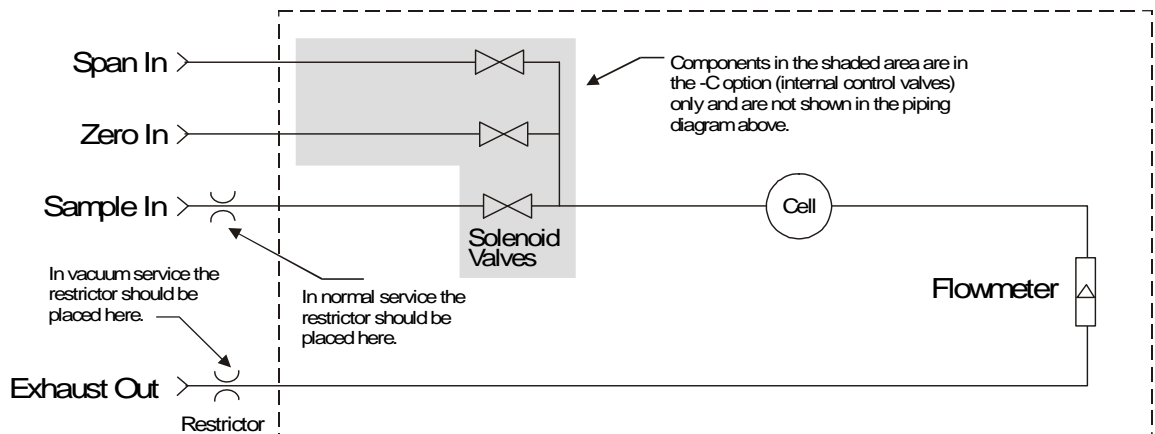 Span In
Components in the shaded area are in
the -C option (internal control valves)
only and are not shown in the piping
diagram above.
Zero In
Sample In
Cell
Solenoid
Valves
In vacuum service the
restrictor should be
placed here.
In normal service the
restrictor should be
placed here.
Flowmeter
Exhaust Out
Restrictor